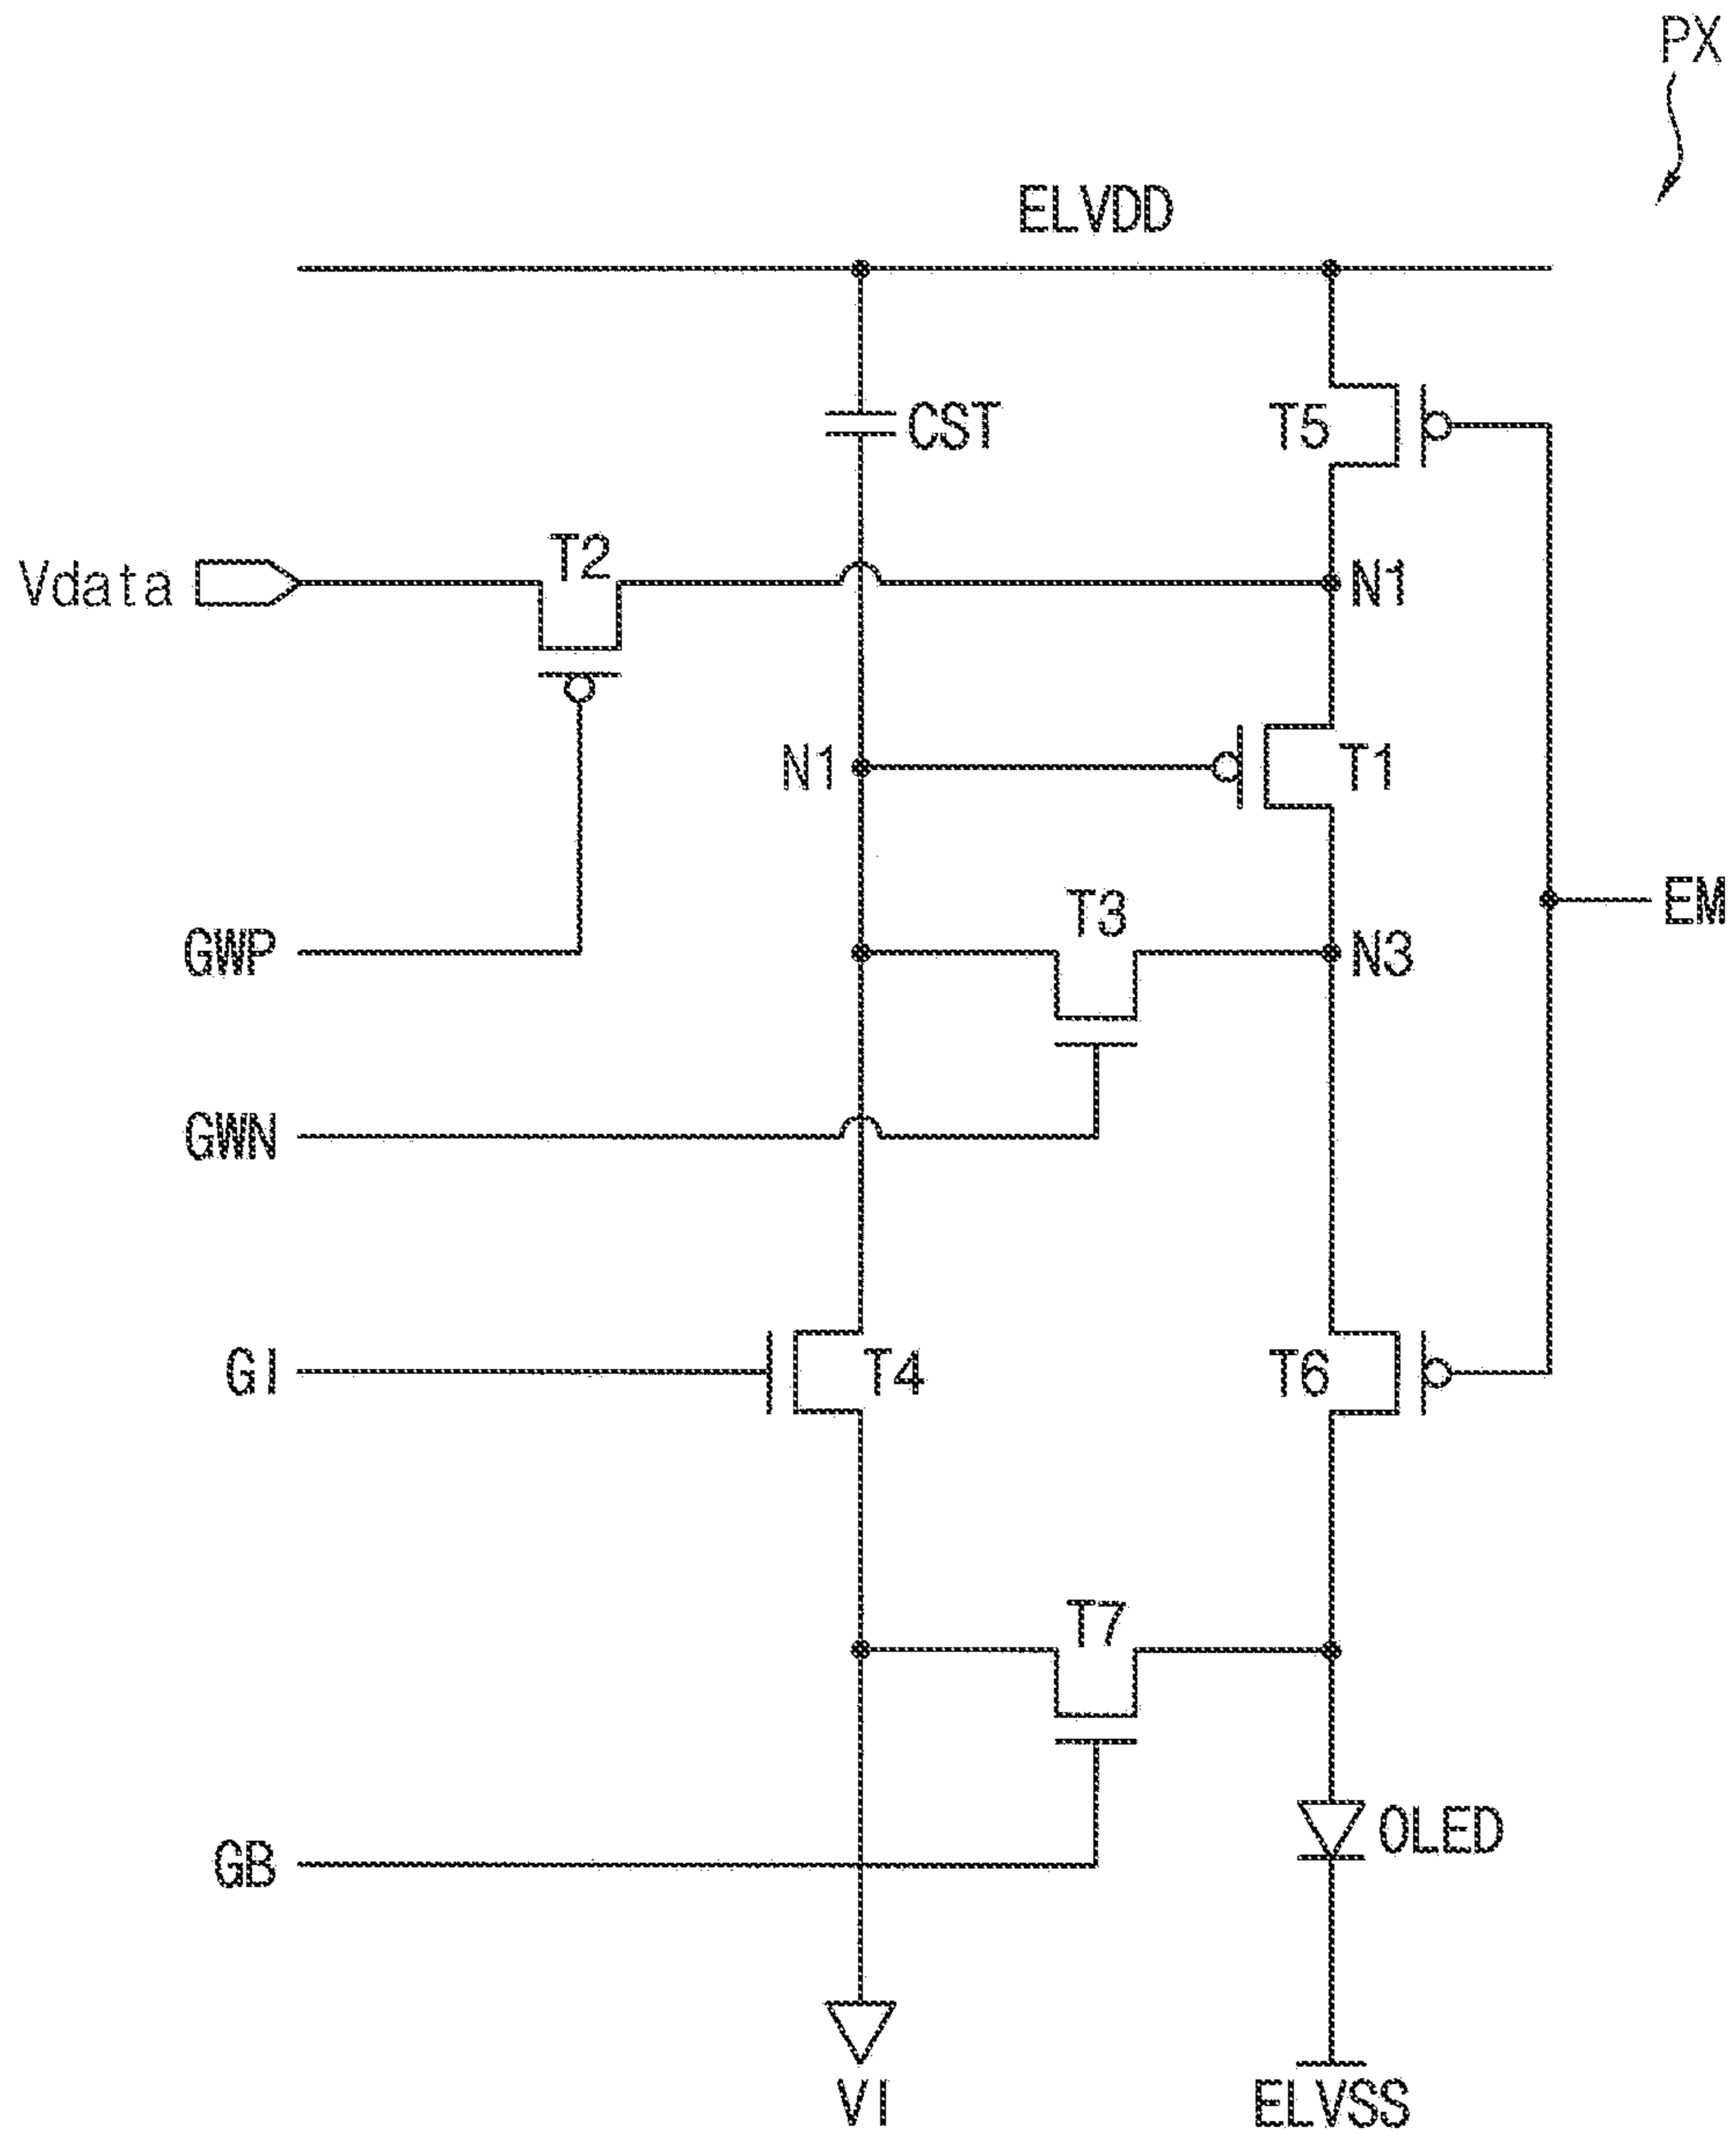 PX
ELVDD
CST
T5
Vdata
T2
N1
N1
T1
T3
EM
GWP
N3
GWN
GI
T4
T6
T7
OLED
GB
VI
ELVSS